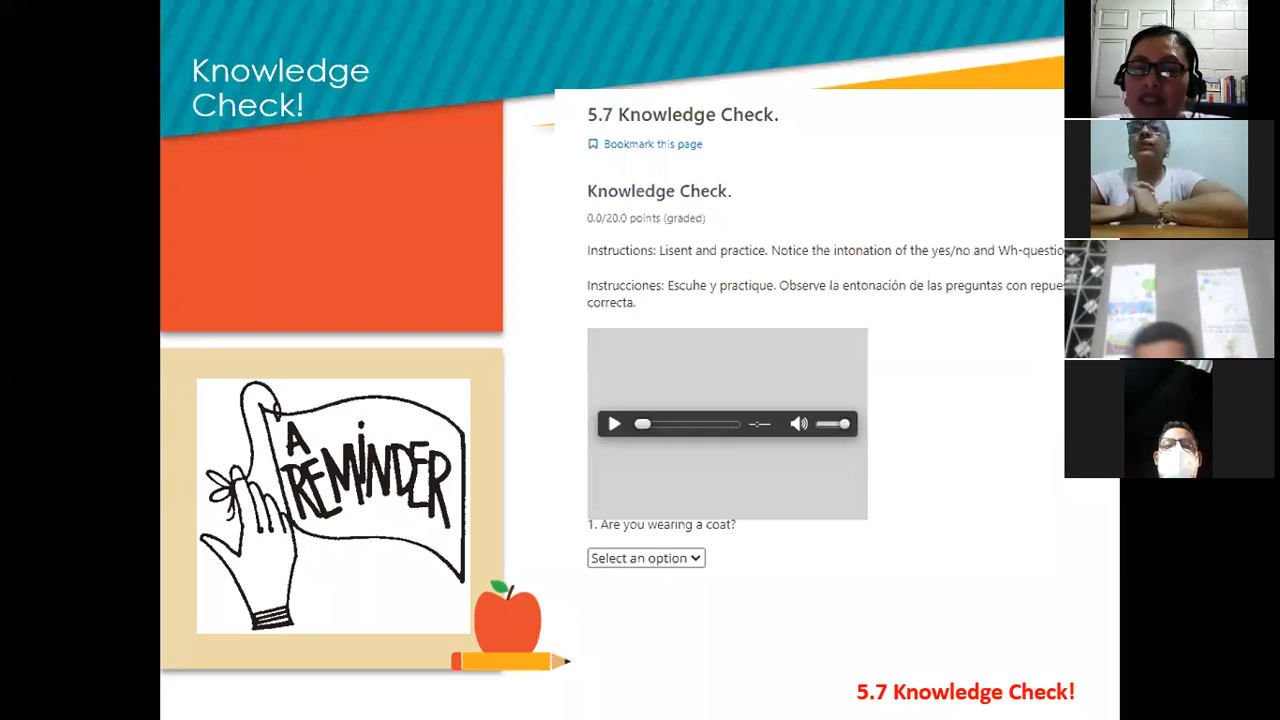 Knowledge
Check!
5.7 Knowledge Check.
Bookmark this page
Knowledge Check.
0.0/20.0 points (graded)
Instructions: Lisent and practice. Notice the intonation of the yes/no and Wh-questio
Instrucciones: Escuhe y practique. Observe la entonación de las preguntas con repue
correcta.
--:--
1. Are you wearing a coat?
Select an option
A
REMINDER
5.7 Knowledge Check!